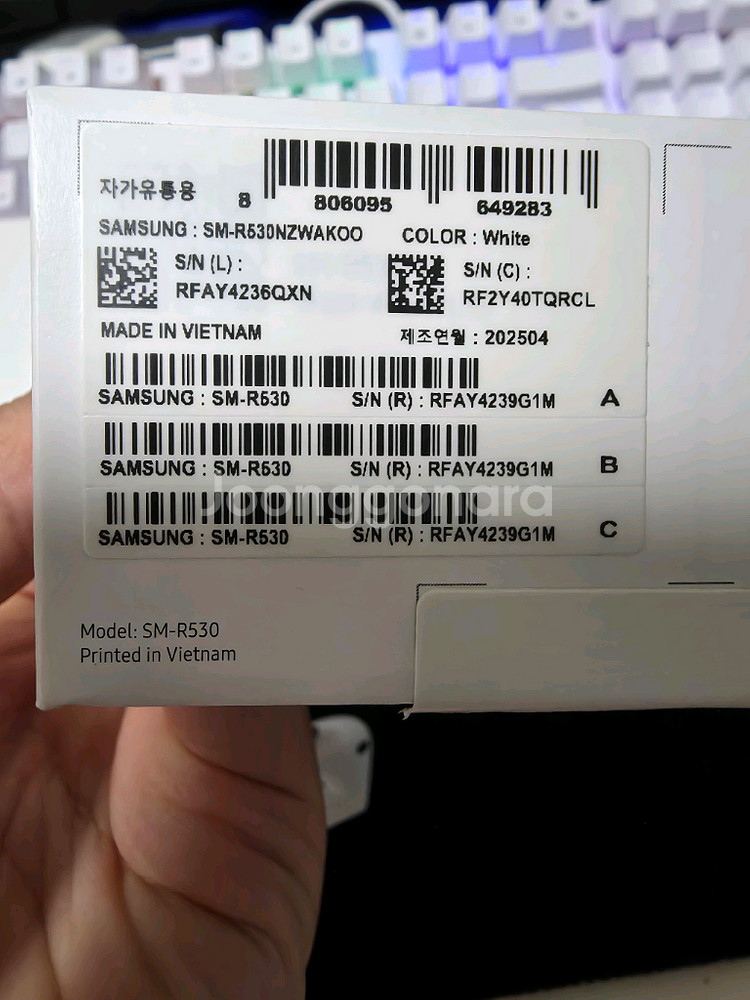 자가유통용
8 806095 649283
SAMSUNG : SM-R530NZWAKOO COLOR : White
S/N (L) : S/N (C) :
RFAY4236QXN RF2Y40TQRCL
MADE IN VIETNAM 제조연월 : 202504
SAMSUNG : SM-R530 S/N (R) : RFAY4239G1M A
SAMSUNG : SM-R530 S/N (R) : RFAY4239G1M B
Joonggonara
SAMSUNG : SM-R530 S/N (R) : RFAY4239G1M C
Model: SM-R530
Printed in Vietnam